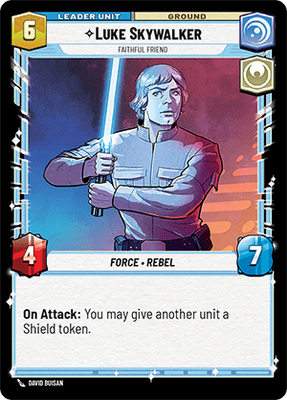 LEADER UNIT
GROUND
6
LUKE SKYWALKER
FAITHFUL FRIEND
4
FORCE • REBEL
7
On Attack: You may give another unit a
Shield token.
DAVID BUISAN